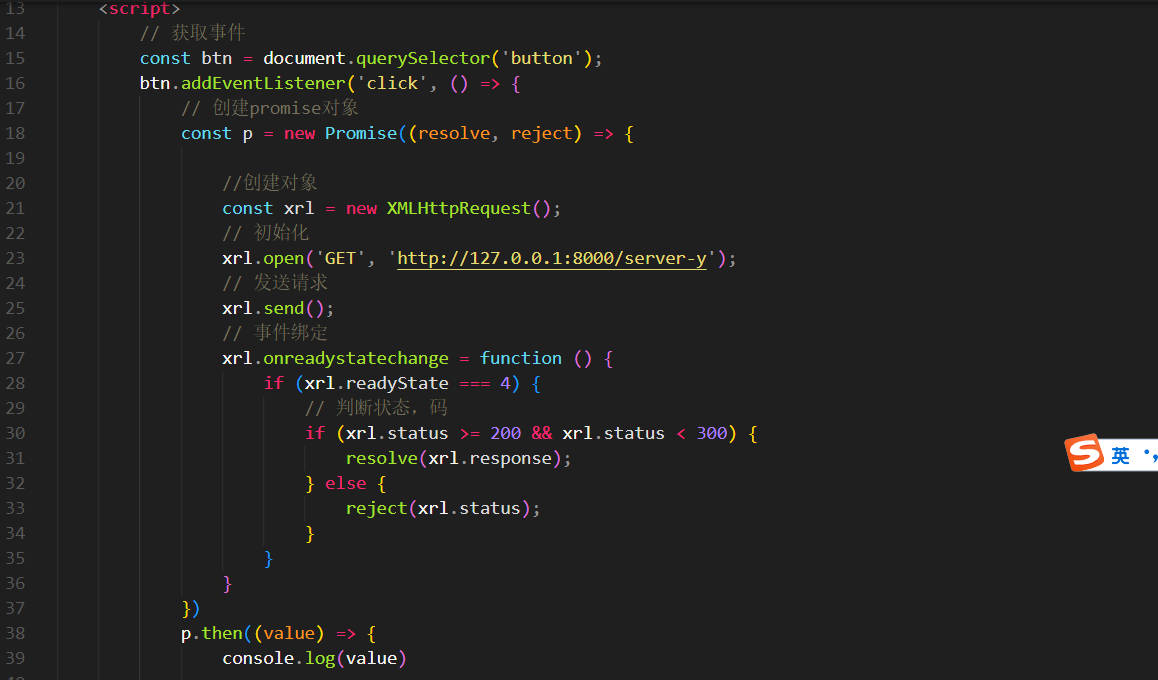 13 <script>
14 // 获取事件
15 const btn = document.querySelector('button');
16 btn.addEventListener('click', () => {
17 // 创建promise对象
18 const p = new Promise((resolve, reject) => {
19
20 //创建对象
21 const xrl = new XMLHttpRequest();
22 // 初始化
23 xrl.open('GET', 'http://127.0.0.1:8000/server-y');
24 // 发送请求
25 xrl.send();
26 // 事件绑定
27 xrl.onreadystatechange = function () {
28 if (xrl.readyState === 4) {
29 // 判断状态，码
30 if (xrl.status >= 200 && xrl.status < 300) {
31 resolve(xrl.response);
32 } else {
33 reject(xrl.status);
34 }
35 }
36 }
37 })
38 p.then((value) => {
39 console.log(value)
S 英